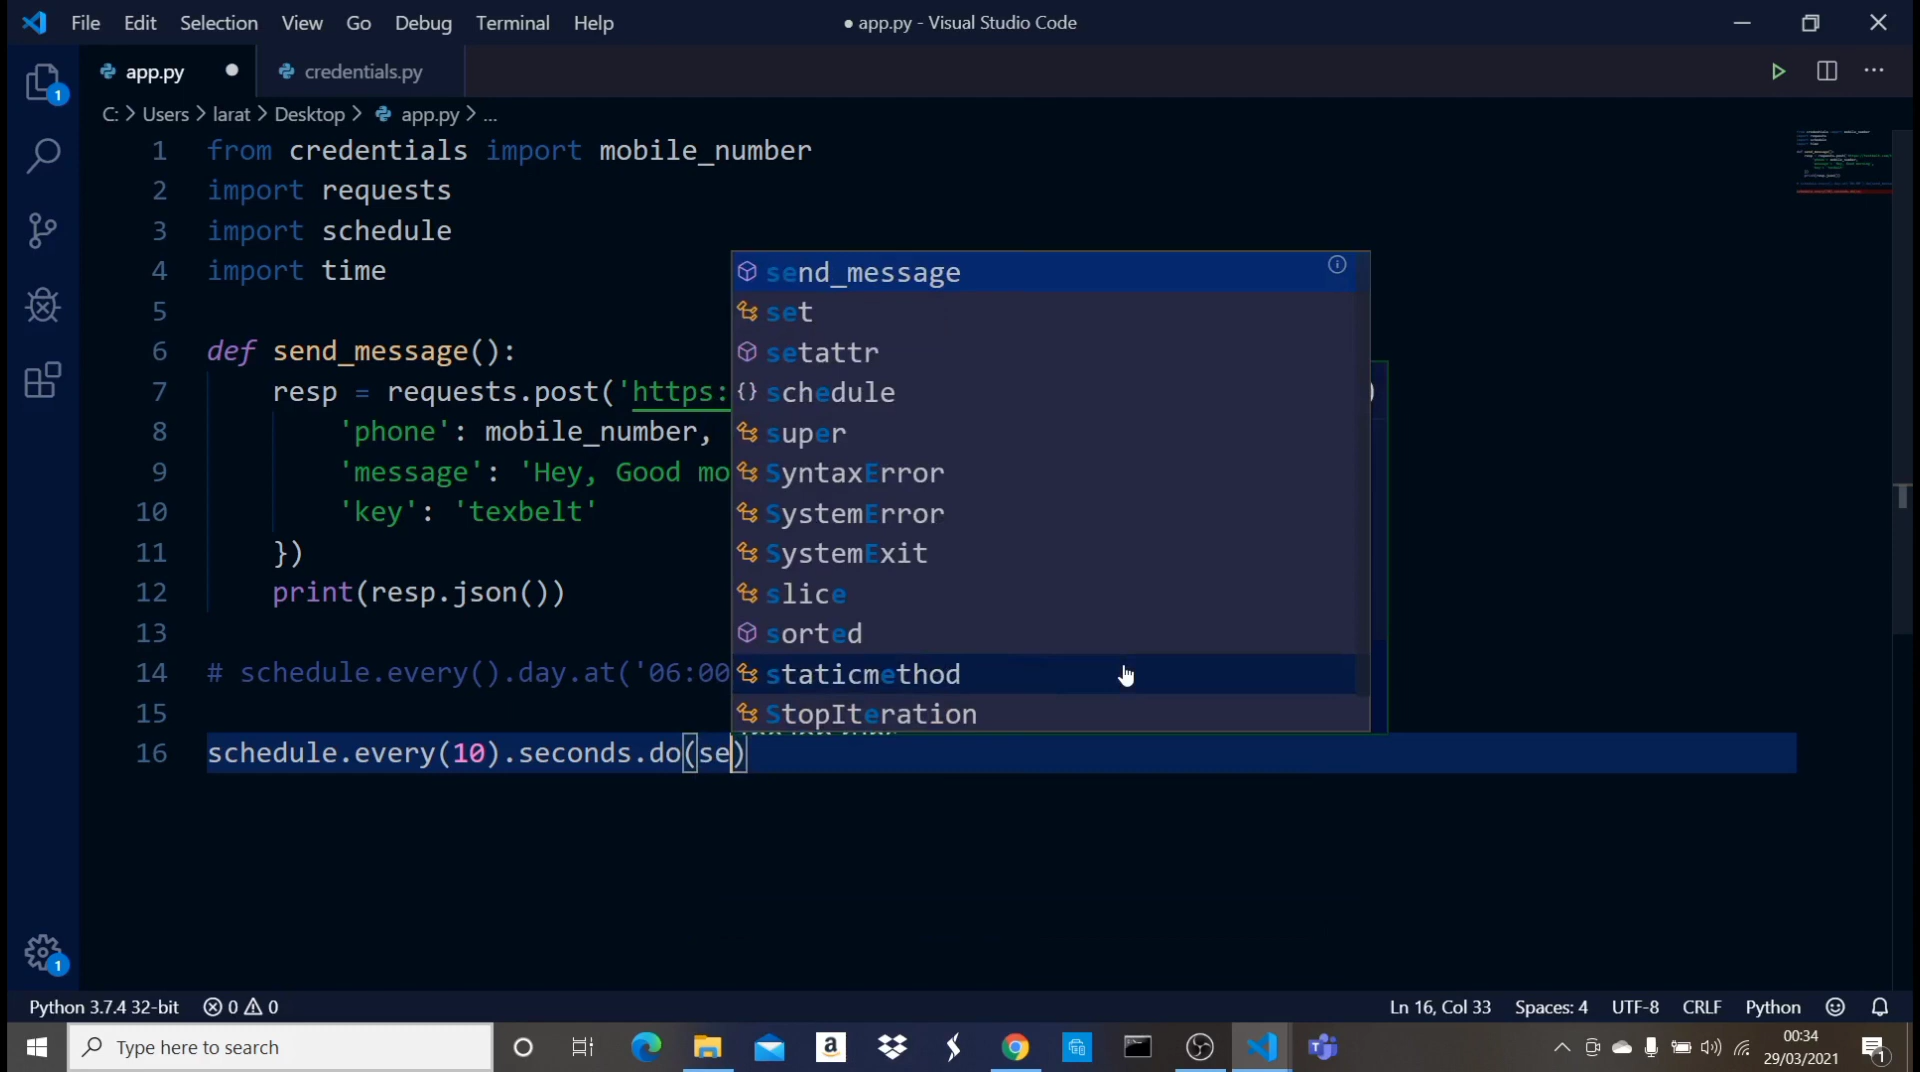 File Edit Selection View Go Debug Terminal Help ● app.py - Visual Studio Code
app.py credentials.py
C: > Users > larat > Desktop > app.py > ...
1 from credentials import mobile_number
2 import requests
3 import schedule
4 import time
5
6 def send_message():
7 resp = requests.post('https: )
8 'phone': mobile_number,
9 'message': 'Hey, Good mo
10 'key': 'texbelt'
11 })
12 print(resp.json())
13
14 # schedule.every().day.at('06:00
15
16 schedule.every(10).seconds.do(se)
send_message
set
setattr
schedule
super
SyntaxError
SystemError
SystemExit
slice
sorted
staticmethod
StopIteration
1
1
Python 3.7.4 32-bit 0 0 Ln 16, Col 33 Spaces: 4 UTF-8 CRLF Python
Type here to search
00:34
29/03/2021
1